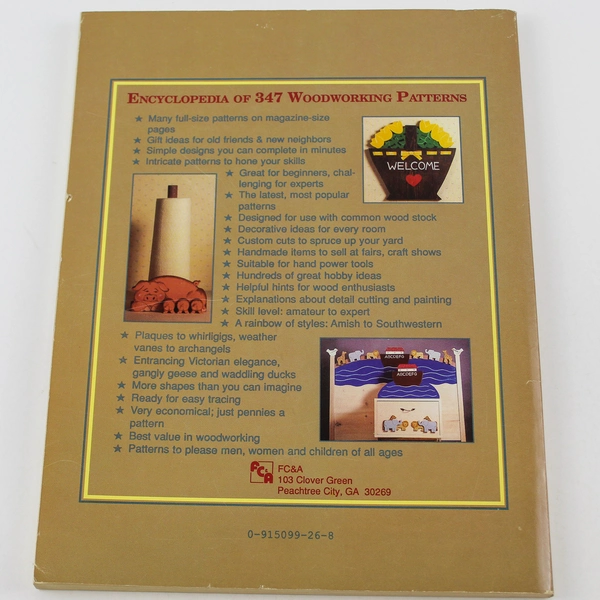 ENCYCLOPEDIA OF 347 WOODWORKING PATTERNS
★ Many full-size patterns on magazine-size
pages
★ Gift ideas for old friends & new neighbors
★ Simple designs you can complete in minutes
★ Intricate patterns to hone your skills
★ Great for beginners, chal-
lenging for experts
★ The latest, most popular
patterns
★ Designed for use with common wood stock
★ Decorative ideas for every room
★ Custom cuts to spruce up your yard
★ Handmade items to sell at fairs, craft shows
★ Suitable for hand power tools
★ Hundreds of great hobby ideas
★ Helpful hints for wood enthusiasts
★ Explanations about detail cutting and painting
★ Skill level: amateur to expert
★ A rainbow of styles: Amish to Southwestern
★ Plaques to whirligigs, weather
vanes to archangels
★ Entrancing Victorian elegance,
gangly geese and waddling ducks
★ More shapes than you can imagine
★ Ready for easy tracing
★ Very economical; just pennies a
pattern
★ Best value in woodworking
★ Patterns to please men, women and children of all ages
WELCOME
ABCDEFG
ABCDEFG
FC&A
FC&A
103 Clover Green
Peachtree City, GA 30269
0-915099-26-8